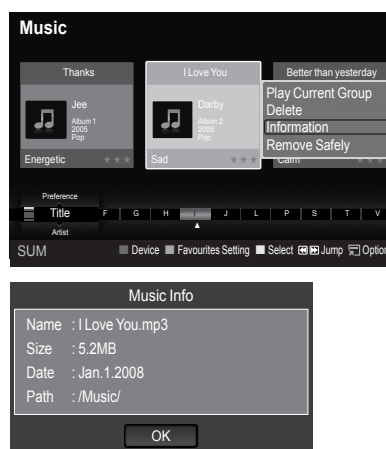 Music
Thanks
I Love You
Better than yesterday
Jee
Album 1
2005
Pop
Darby
Album 2
2005
Pop
Play Current Group
Delete
Information
Remove Safely
Energetic
Sad
Calm
Preference
Title
F G H I J L P S T V
Artist
SUM
Device Favourites Setting Select Jump Option
Music Info
Name : I Love You.mp3
Size : 5.2MB
Date : Jan.1.2008
Path : /Music/
OK